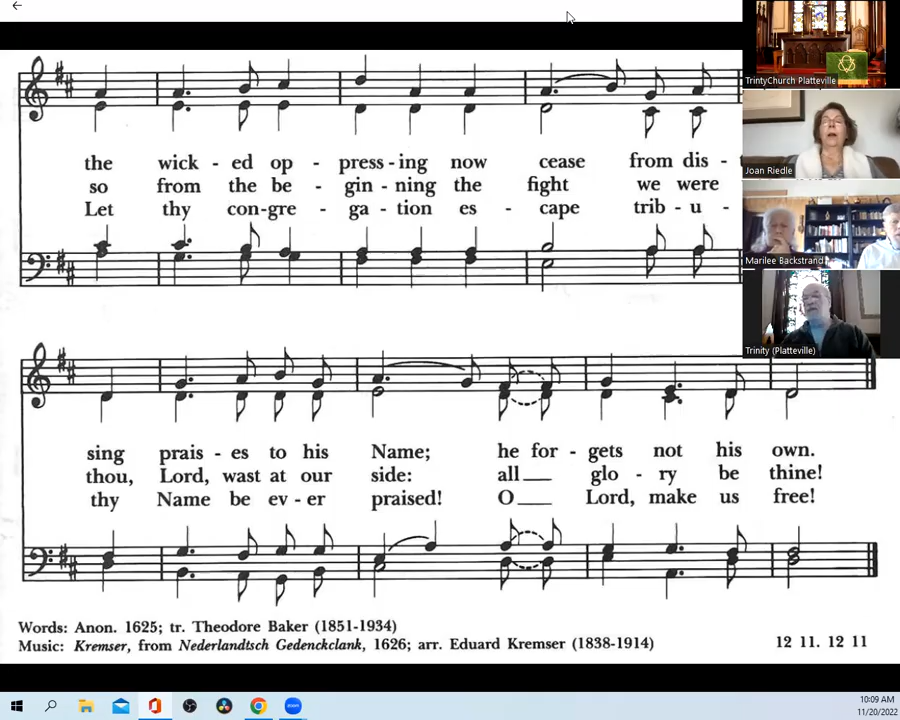 the wick - ed op - press - ing now cease from dis -
so from the be - gin - ning the fight we were
Let thy con-gre - ga - tion es - cape trib - u -
sing prais - es to his Name; he for - gets not his own.
thou, Lord, wast at our side: all glo - ry be thine!
thy Name be ev - er praised! O Lord, make us free!
Words: Anon. 1625; tr. Theodore Baker (1851-1934)
Music: Kremser, from Nederlandtsch Gedenckclank, 1626; arr. Eduard Kremser (1838-1914)
12 11. 12 11
TrintyChurch Platteville
Joan Riedle
Marilee Backstrand
Trinity (Platteville)
10:09 AM
11/20/2022